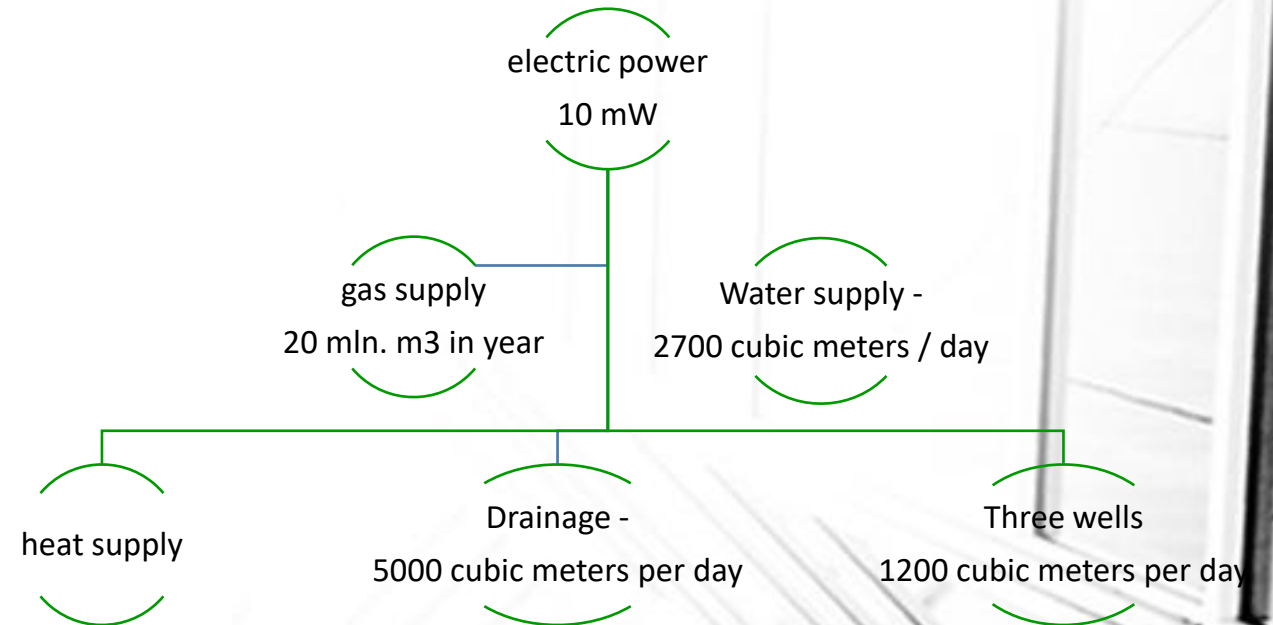 electric power
10 mW
gas supply
20 mln. m3 in year
Water supply -
2700 cubic meters / day
heat supply
Drainage -
5000 cubic meters per day
Three wells
1200 cubic meters per day